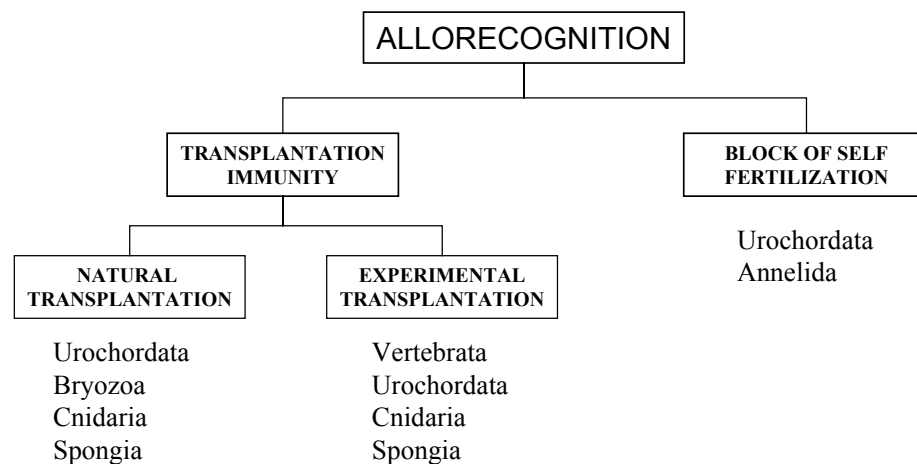 ALLORECOGNITION
TRANSPLANTATION
IMMUNITY
BLOCK OF SELF
FERTILIZATION
NATURAL
TRANSPLANTATION
EXPERIMENTAL
TRANSPLANTATION
Urochordata
Annelida
Urochordata
Bryozoa
Cnidaria
Spongia
Vertebrata
Urochordata
Cnidaria
Spongia